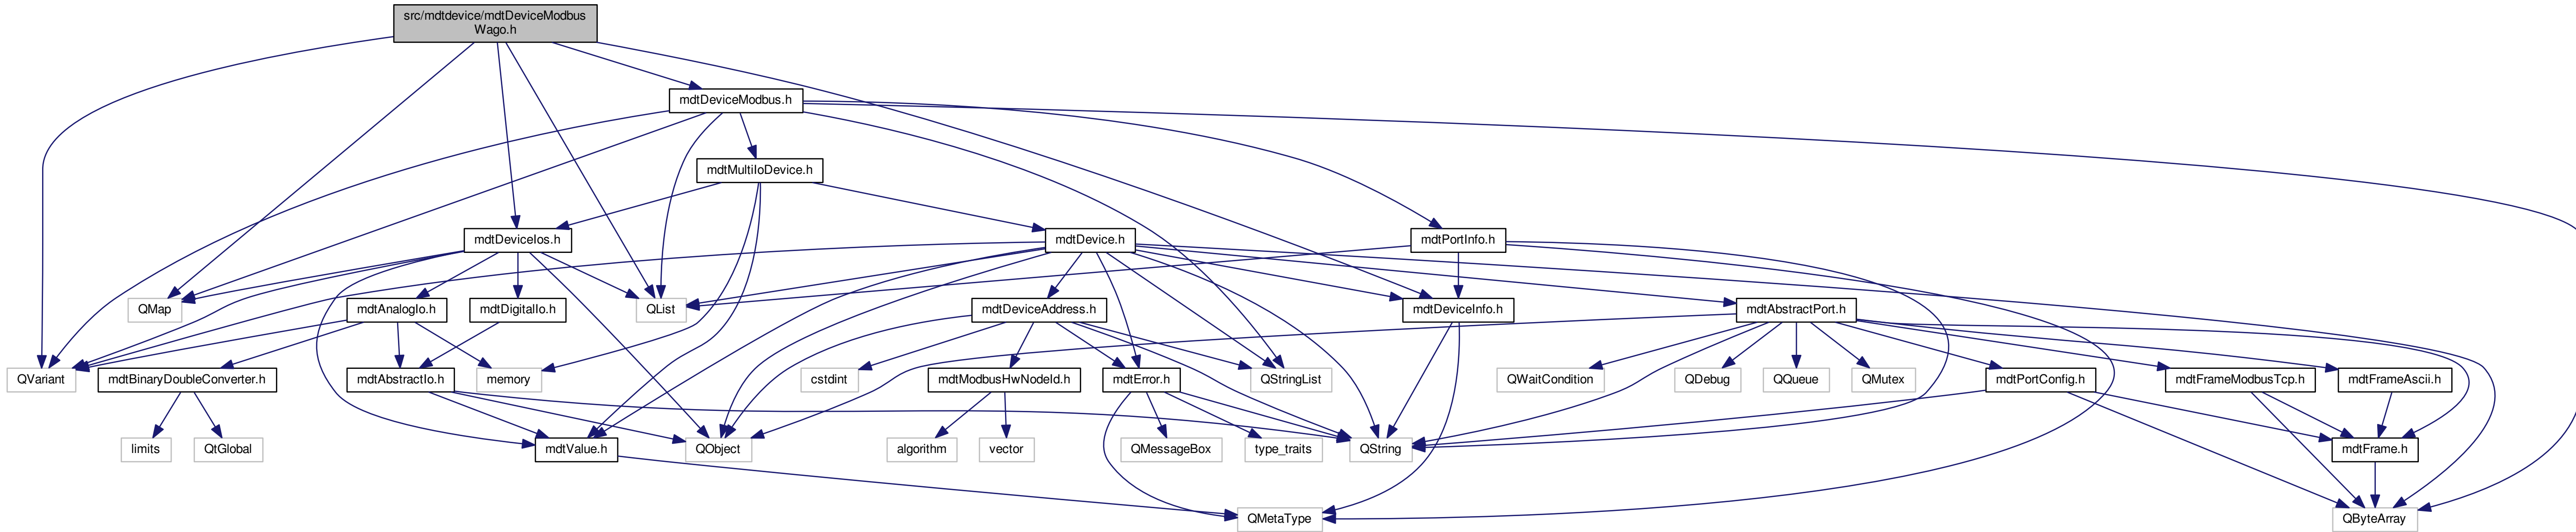 src/mdtdevice/mdtDeviceModbus
Wago.h
mdtDeviceModbus.h
mdtMultiIoDevice.h
mdtDeviceIos.h
mdtDevice.h
mdtPortInfo.h
QMap
mdtAnalogIo.h
mdtDigitalIo.h
QList
mdtDeviceAddress.h
mdtDeviceInfo.h
mdtAbstractPort.h
QVariant
mdtBinaryDoubleConverter.h
mdtAbstractIo.h
memory
cstdint
mdtModbusHwNodeId.h
mdtError.h
QStringList
QWaitCondition
QDebug
QQueue
QMutex
mdtPortConfig.h
mdtFrameModbusTcp.h
mdtFrameAscii.h
limits
QtGlobal
mdtValue.h
QObject
algorithm
vector
QMessageBox
type_traits
QString
mdtFrame.h
QMetaType
QByteArray